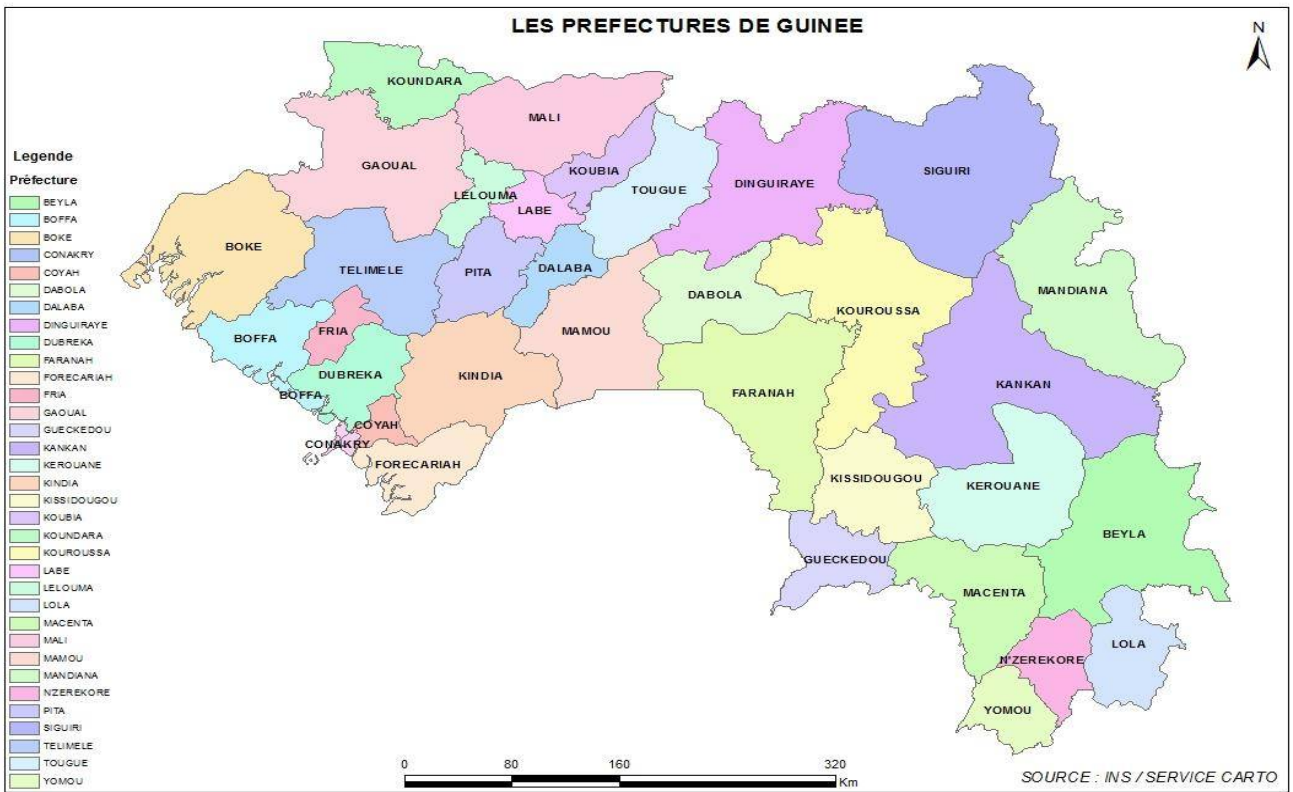 LES PREFECTURES DE GUINEE
N
KOUNDARA
MALI
GAOUAL
KOUBIA
LELOUMA
LABE
TOUGUE
DINGUIRAYE
SIGUIRI
BOKE
TELIMELE
PITA
DALABA
DABOLA
MANDIANA
KOUROUSSA
BOFFA
FRIA
MAMOU
DUBREKA
KINDIA
KANKAN
BOFFA
FARANAH
COYAH
CONAKRY
FORECARIAH
KISSIDOUGOU
KEROUANE
BEYLA
GUECKEDOU
MACENTA
LOLA
N'ZEREKORE
YOMOU
Legende
Préfecture
BEYLA
BOFFA
BOKE
CONAKRY
COYAH
DABOLA
DALABA
DINGUIRAYE
DUBREKA
FARANAH
FORECARIAH
FRIA
GAOUAL
GUECKEDOU
KANKAN
KEROUANE
KINDIA
KISSIDOUGOU
KOUBIA
KOUNDARA
KOUROUSSA
LABE
LELOUMA
LOLA
MACENTA
MALI
MAMOU
MANDIANA
N'ZEREKORE
PITA
SIGUIRI
TELIMELE
TOUGUE
YOMOU
0 80 160 320
Km
SOURCE : INS / SERVICE CARTO